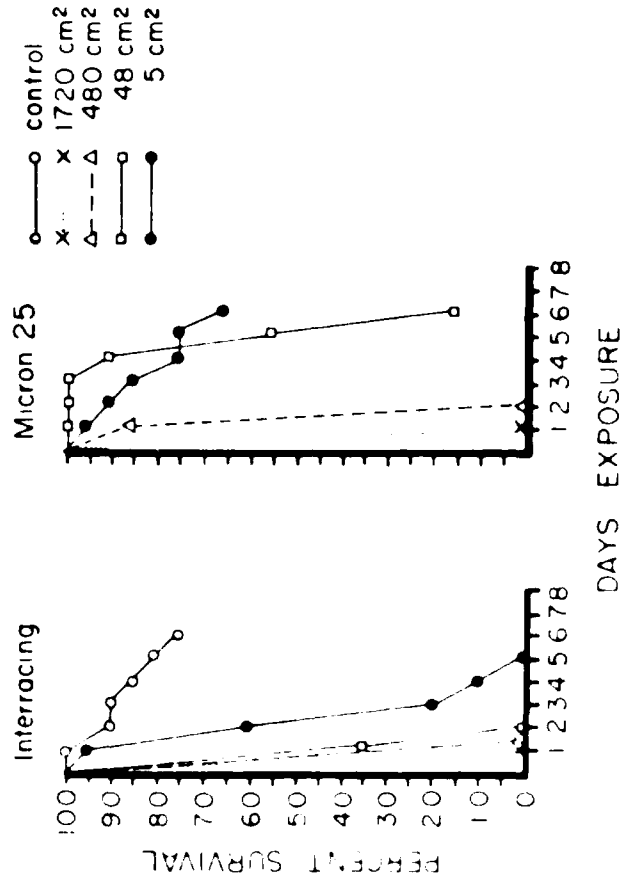 Interracing
Micron 25
control
1720 cm²
480 cm²
48 cm²
5 cm²
PERCENT SURVIVAL
100
90
80
70
60
50
40
30
20
10
0
1 2 3 4 5 6 7 8
1 2 3 4 5 6 7 8
DAYS EXPOSURE